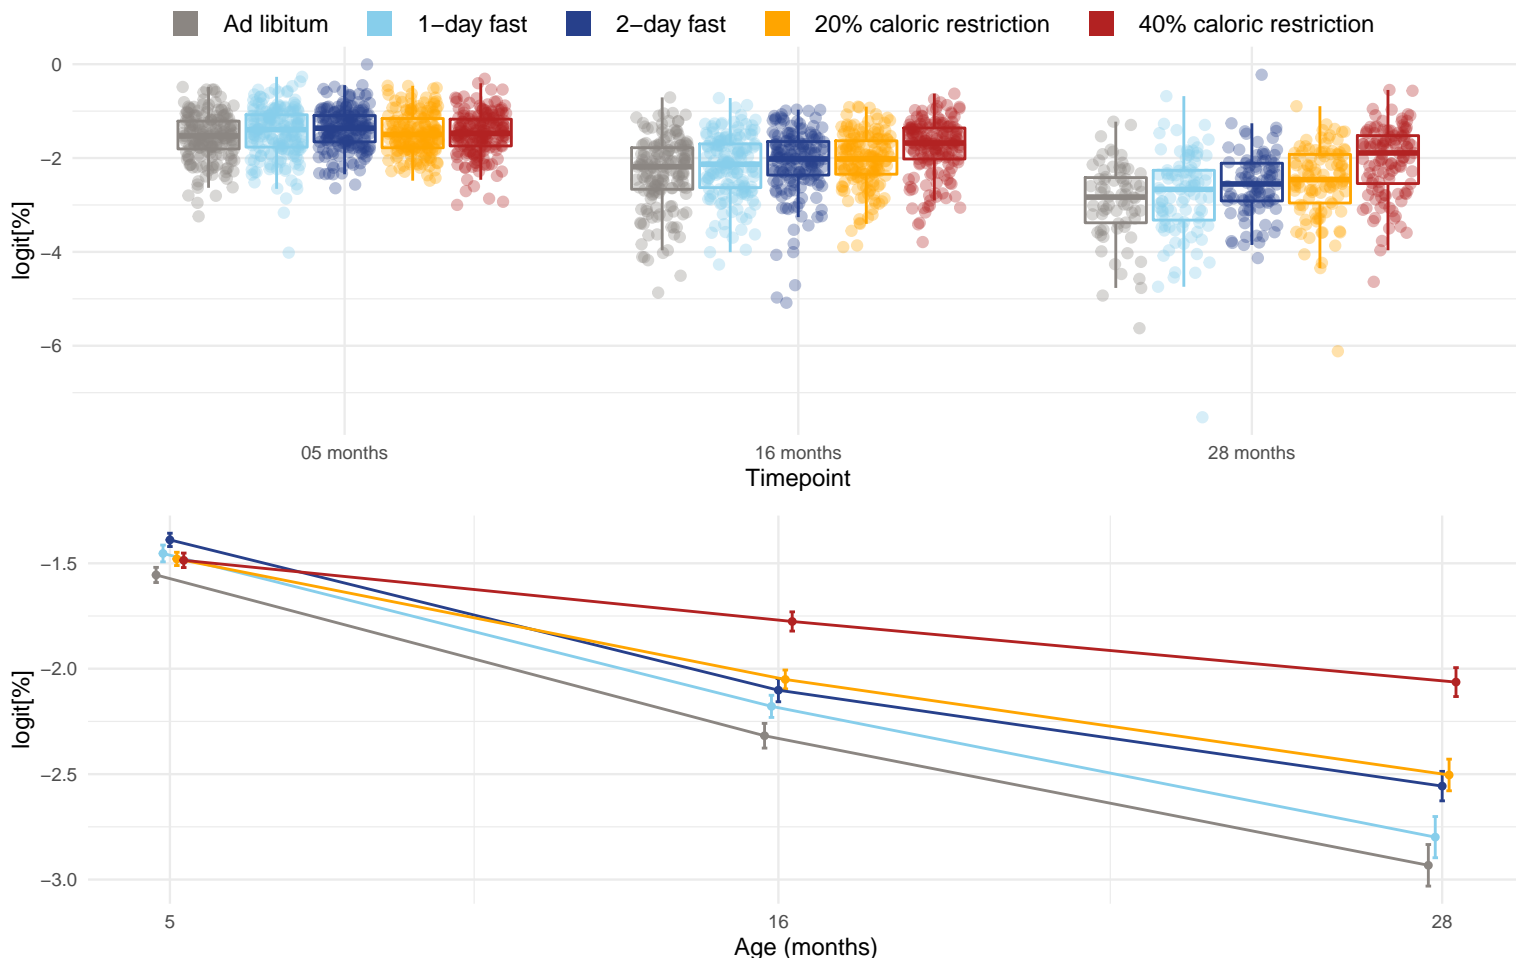 Ad libitum 1−day fast 2−day fast 20% caloric restriction 40% caloric restriction
0
−2
−4
−6
logit[%]
05 months 16 months 28 months
Timepoint
−1.5
−2.0
−2.5
−3.0
logit[%]
5 16 28
Age (months)